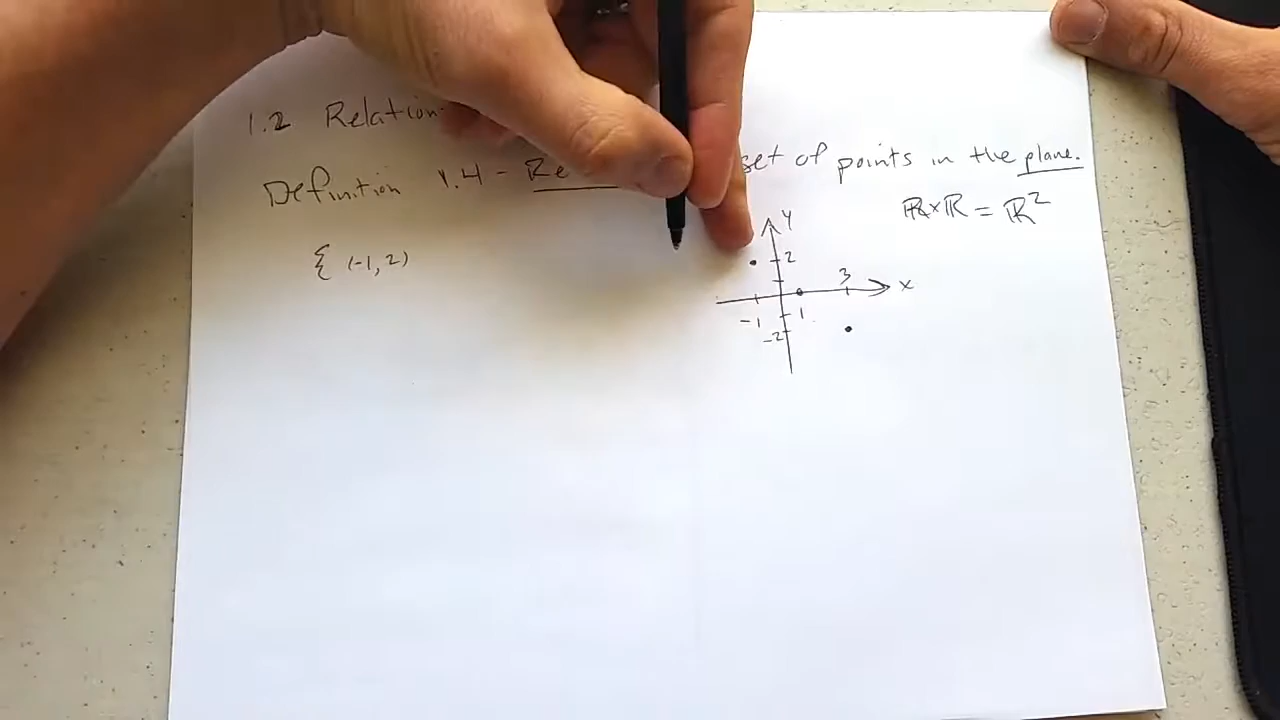 1.2 Relation
Definition 1.4 - Re set of points in the plane.
ℝ×ℝ = ℝ²
{ (-1, 2)
y
2
3
x
-1
1
-2